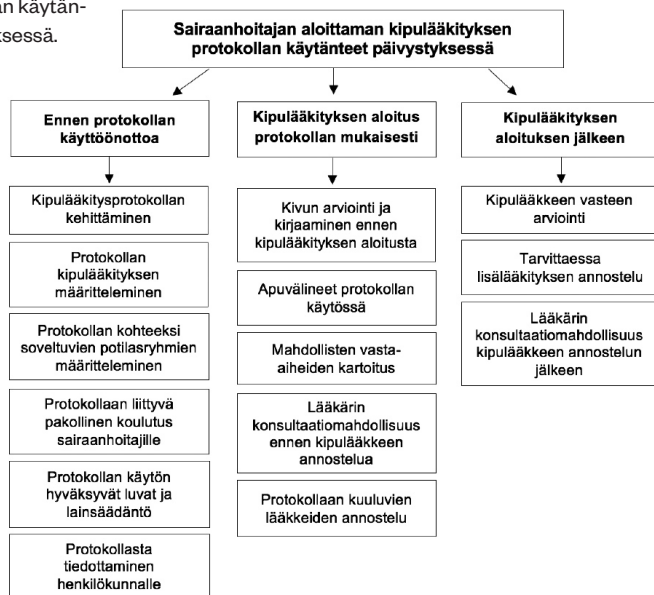 än käytän-
ksessä.
Sairaanhoitajan aloittaman kipulääkityksen
protokollan käytänteet päivystyksessä
Ennen protokollan
käyttöönottoa
Kipulääkitysprotokollan
kehittäminen
Protokollan
kipulääkityksen
määritteleminen
Protokollan kohteeksi
soveltuvien potilasryhmien
määritteleminen
Protokollaan liittyvä
pakollinen koulutus
sairaanhoitajille
Protokollan käytön
hyväksyvät luvat ja
lainsäädäntö
Protokollasta
tiedottaminen
henkilökunnalle
Kipulääkityksen aloitus
protokollan mukaisesti
Kivun arviointi ja
kirjaaminen ennen
kipulääkityksen aloitusta
Apuvälineet protokollan
käytössä
Mahdollisten vasta-
aiheiden kartoitus
Lääkärin
konsultaatiomahdollisuus
ennen kipulääkkeen
annostelua
Protokollaan kuuluvien
lääkkeiden annostelu
Kipulääkityksen
aloituksen jälkeen
Kipulääkkeen vasteen
arviointi
Tarvittaessa
lisälääkityksen annostelu
Lääkärin
konsultaatiomahdollisuus
kipulääkkeen annostelun
jälkeen